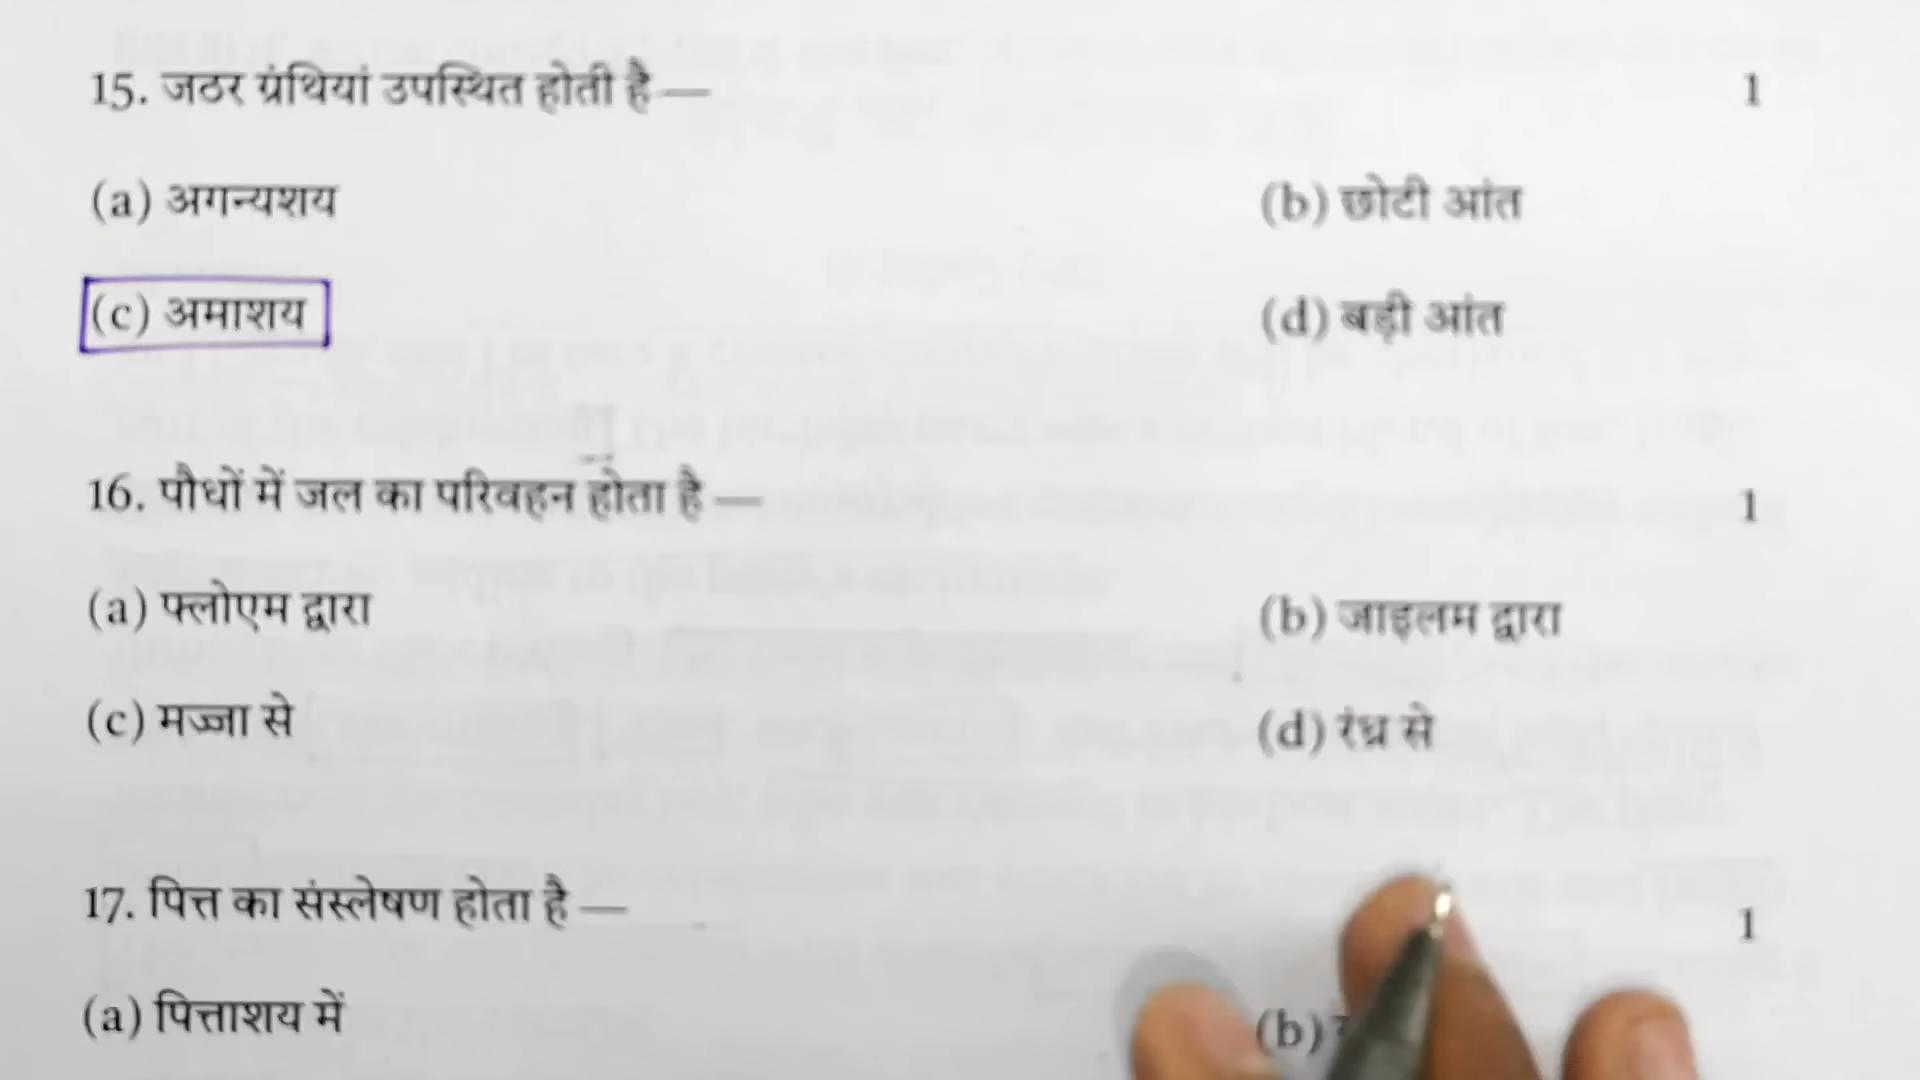 15. जठर ग्रंथियां उपस्थित होती है — 1
(a) अगन्यशय (b) छोटी आंत
(c) अमाशय (d) बड़ी आंत
16. पौधों में जल का परिवहन होता है — 1
(a) फ्लोएम द्वारा (b) जाइलम द्वारा
(c) मज्जा से (d) रंध्र से
17. पित्त का संस्लेषण होता है — 1
(a) पित्ताशय में (b)